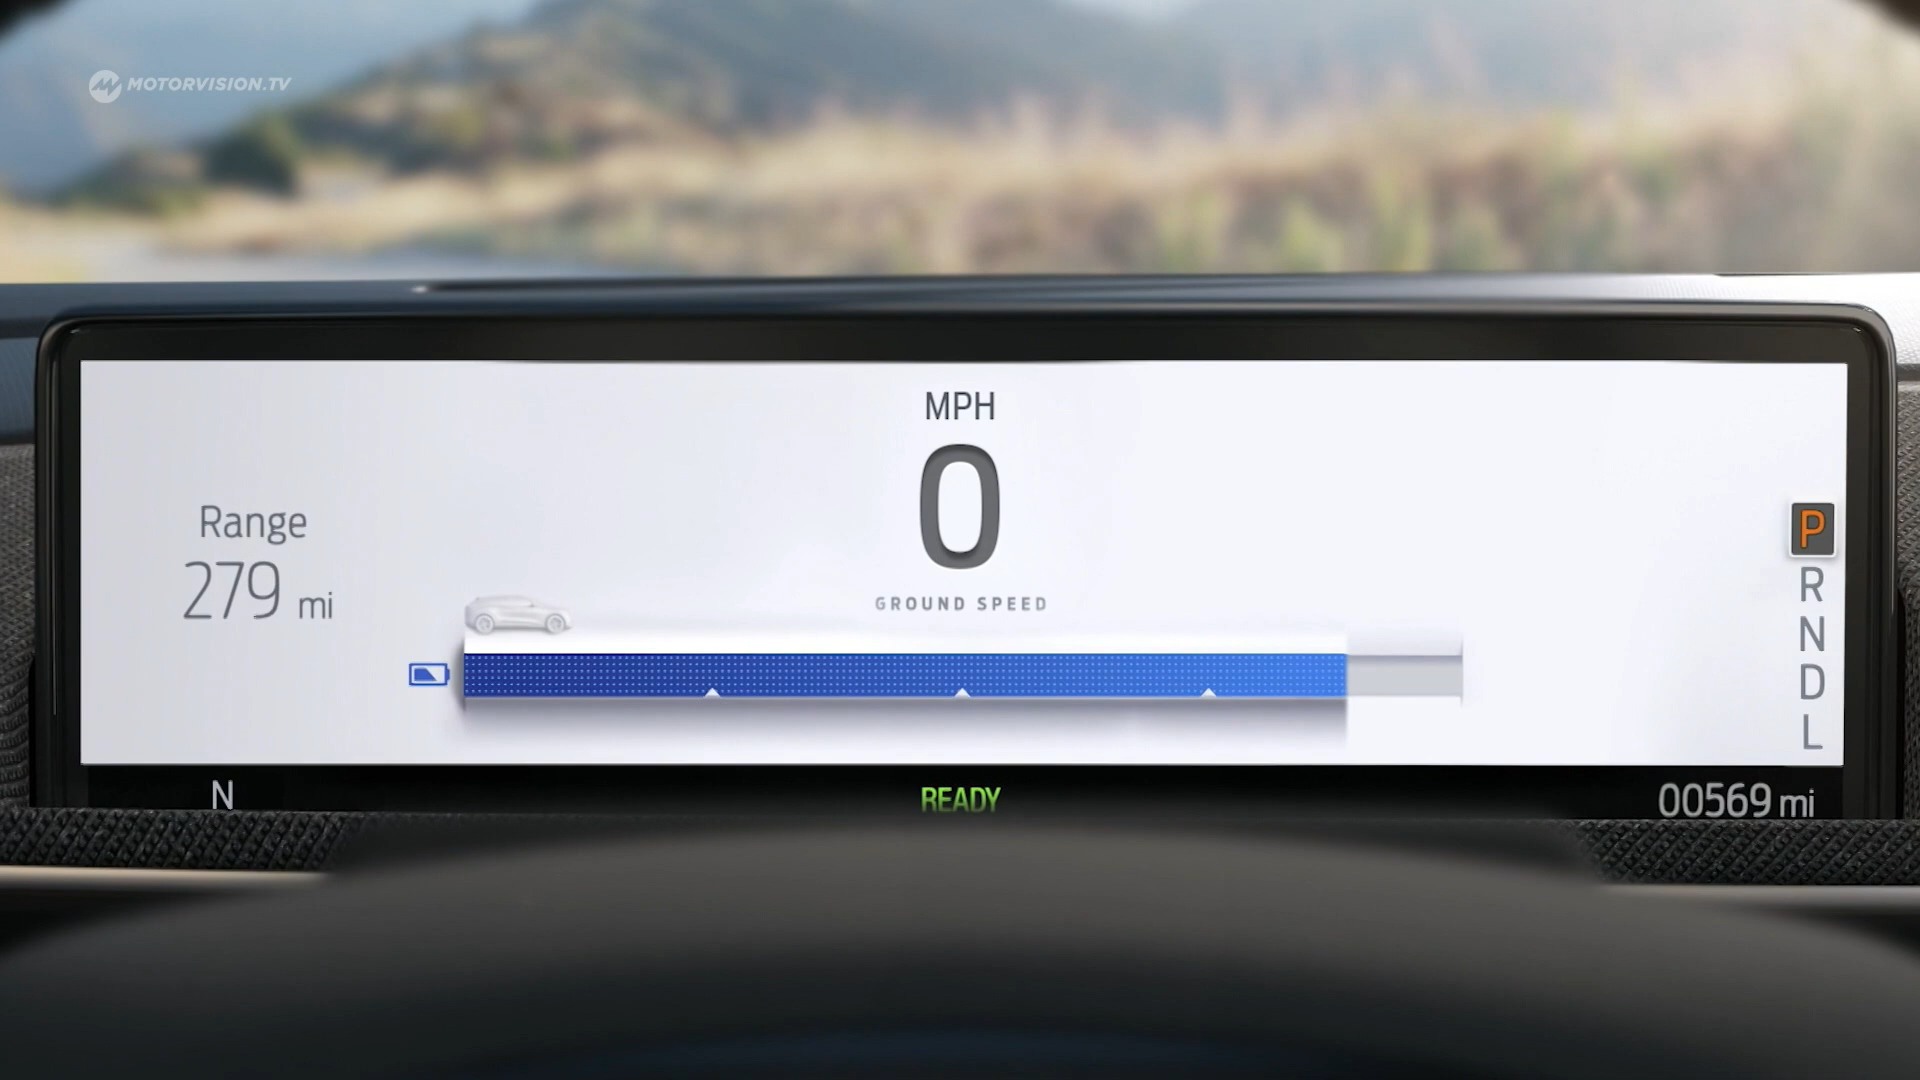 MOTORVISION.TV
MPH
0
GROUND SPEED
Range
279 mi
P
R
N
D
L
N
READY
00569 mi